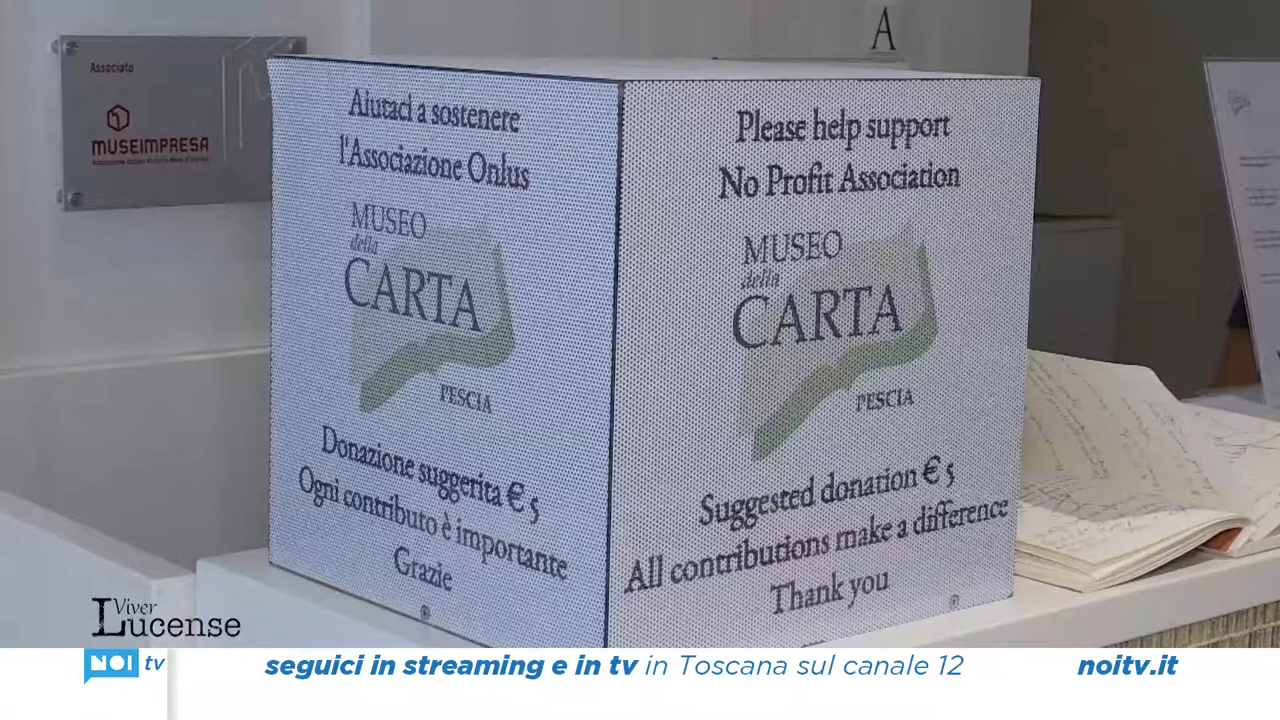 Associato
MUSEIMPRESA
A
Aiutaci a sostenere
l'Associazione Onlus
MUSEO
della
CARTA
PESCIA
Donazione suggerita € 5
Ogni contributo è importante
Grazie
Please help support
No Profit Association
MUSEO
della
CARTA
PESCIA
Suggested donation € 5
All contributions make a difference
Thank you
Viver
Lucense
NOI tv
seguici in streaming e in tv in Toscana sul canale 12
noitv.it